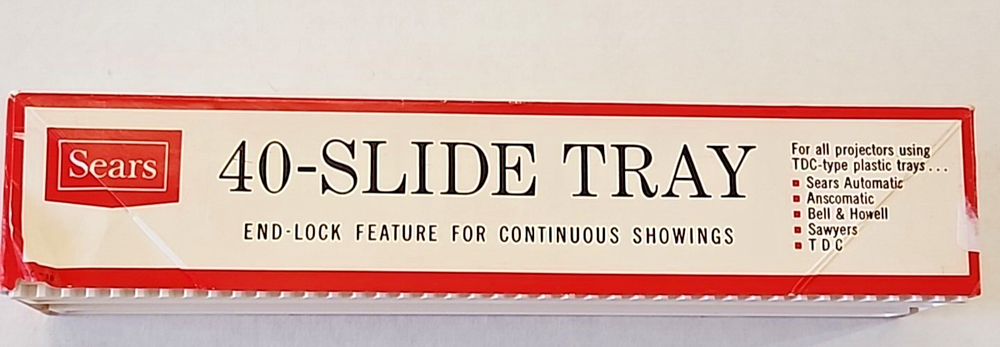 Sears
40-SLIDE TRAY
END-LOCK FEATURE FOR CONTINUOUS SHOWINGS
For all projectors using
TDC-type plastic trays...
Sears Automatic
Anscomatic
Bell & Howell
Sawyers
TDC